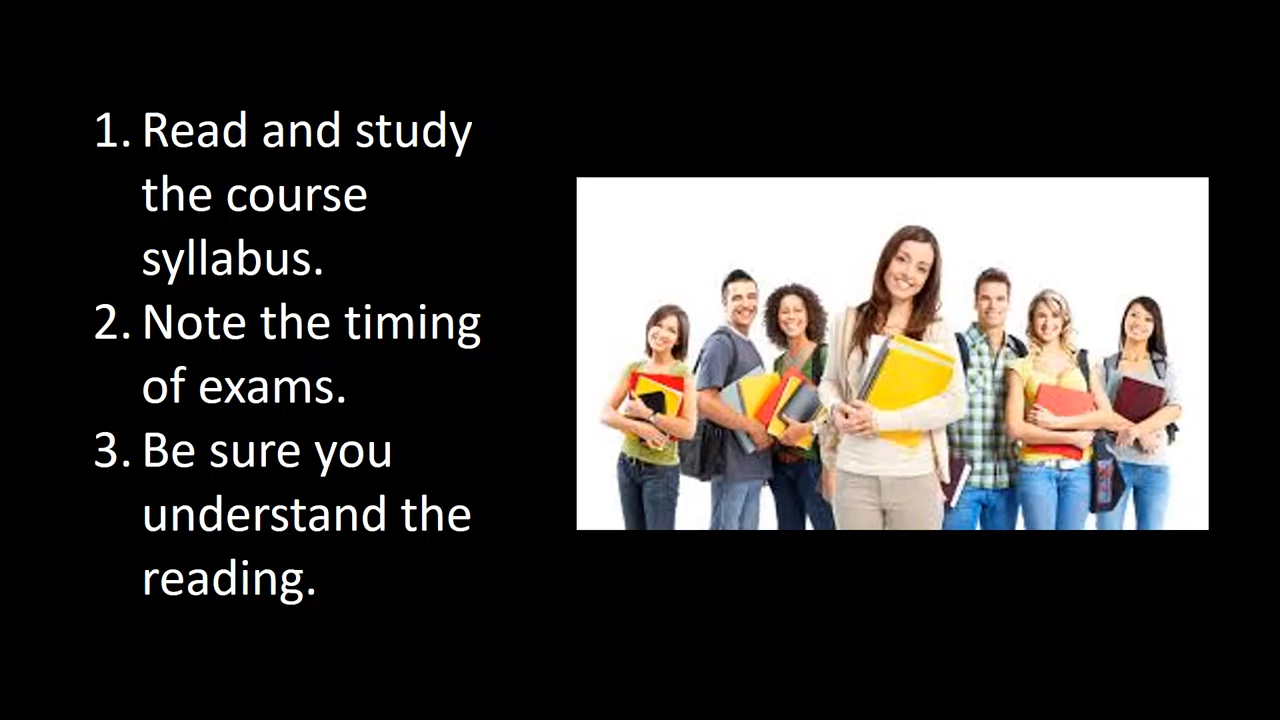 1. Read and study
the course
syllabus.
2. Note the timing
of exams.
3. Be sure you
understand the
reading.